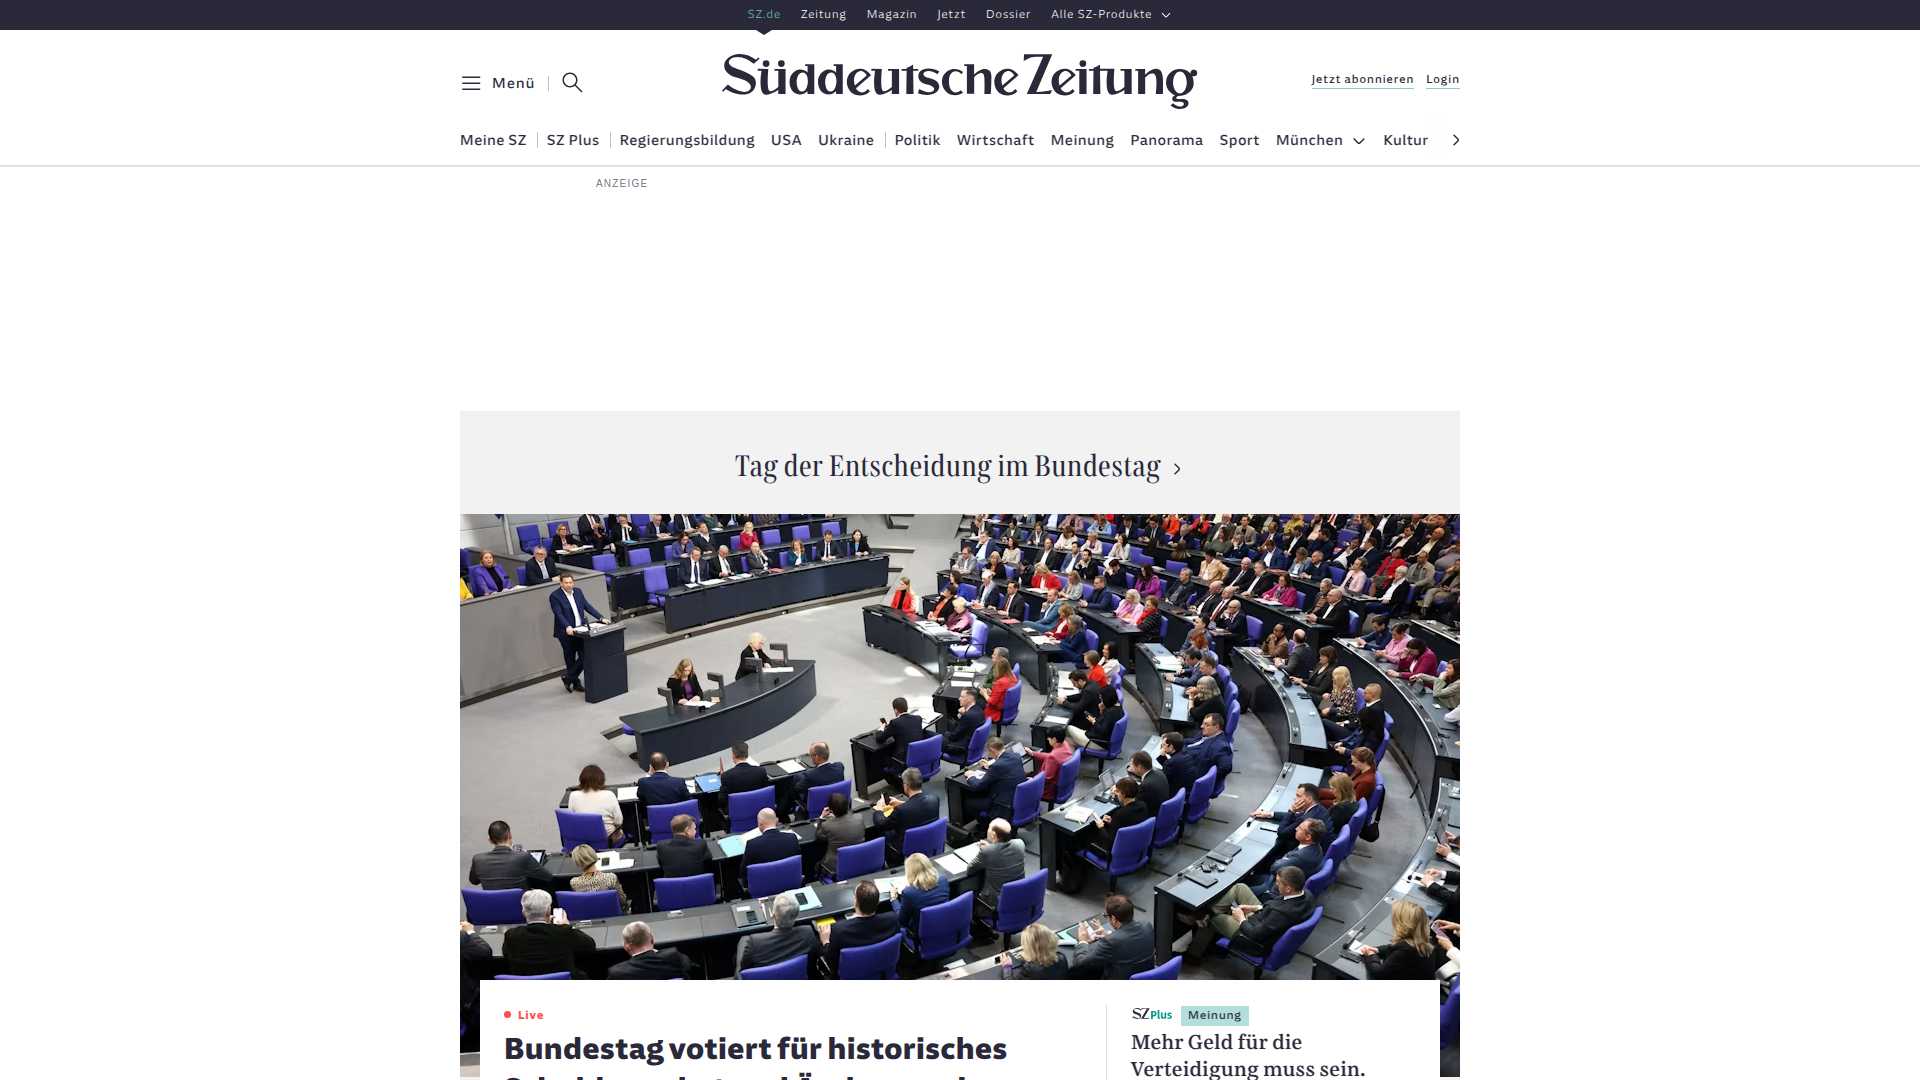 SZ.de Zeitung Magazin Jetzt Dossier Alle SZ-Produkte
Menü
Süddeutsche Zeitung
Jetzt abonnieren Login
Meine SZ SZ Plus Regierungsbildung USA Ukraine Politik Wirtschaft Meinung Panorama Sport München Kultur
ANZEIGE
Tag der Entscheidung im Bundestag
Live
Bundestag votiert für historisches
SZ Plus Meinung
Mehr Geld für die
Verteidigung muss sein.